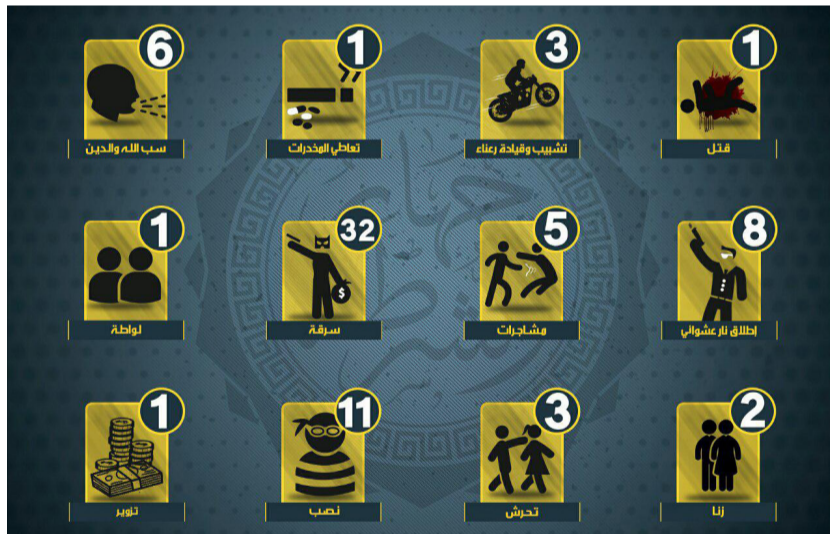 1
قتل
3
تشبيب وقيادة رعناء
1
تعاطي المخدرات
6
سب الله والدين
8
إطلاق نار عشوائي
5
مشاجرات
32
سرقة
1
لواطة
2
زنا
3
تحرش
11
نصب
1
تزوير